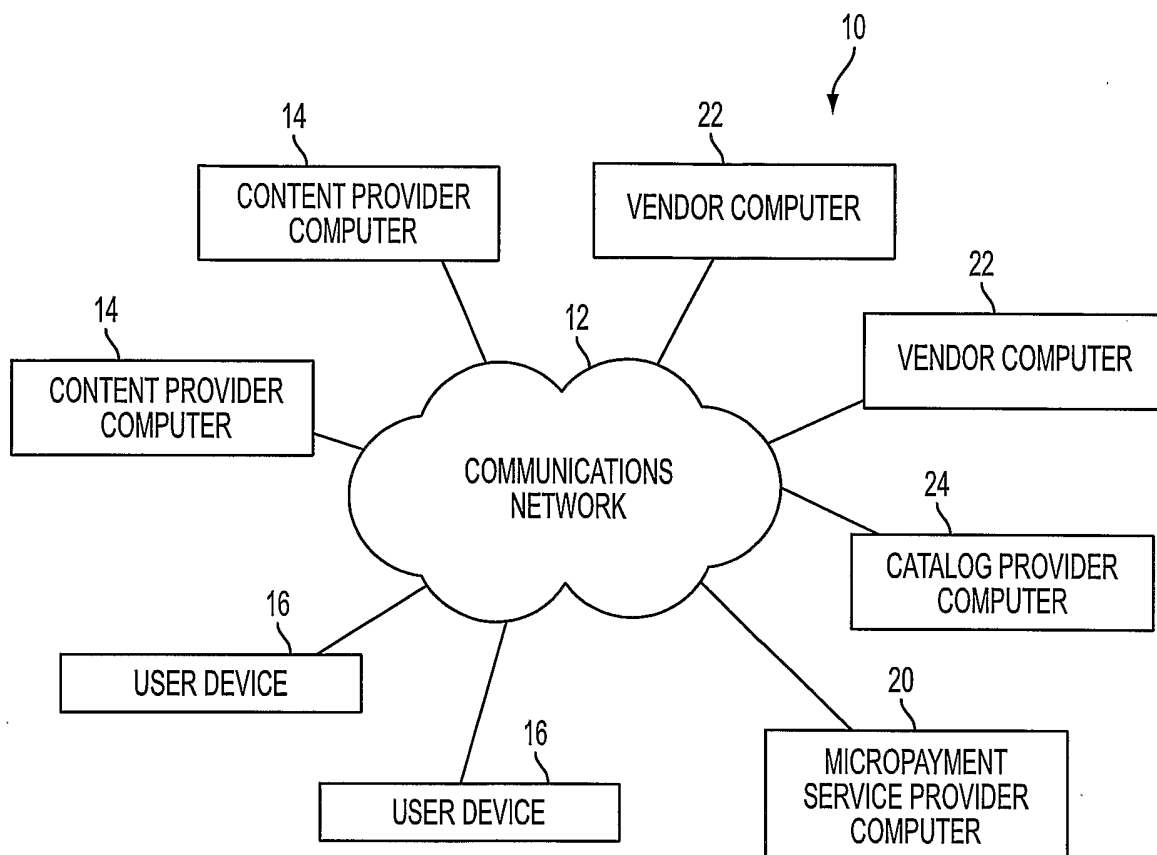 10
14
CONTENT PROVIDER
COMPUTER
22
VENDOR COMPUTER
14
CONTENT PROVIDER
COMPUTER
12
COMMUNICATIONS
NETWORK
22
VENDOR COMPUTER
24
CATALOG PROVIDER
COMPUTER
16
USER DEVICE
16
USER DEVICE
20
MICROPAYMENT
SERVICE PROVIDER
COMPUTER